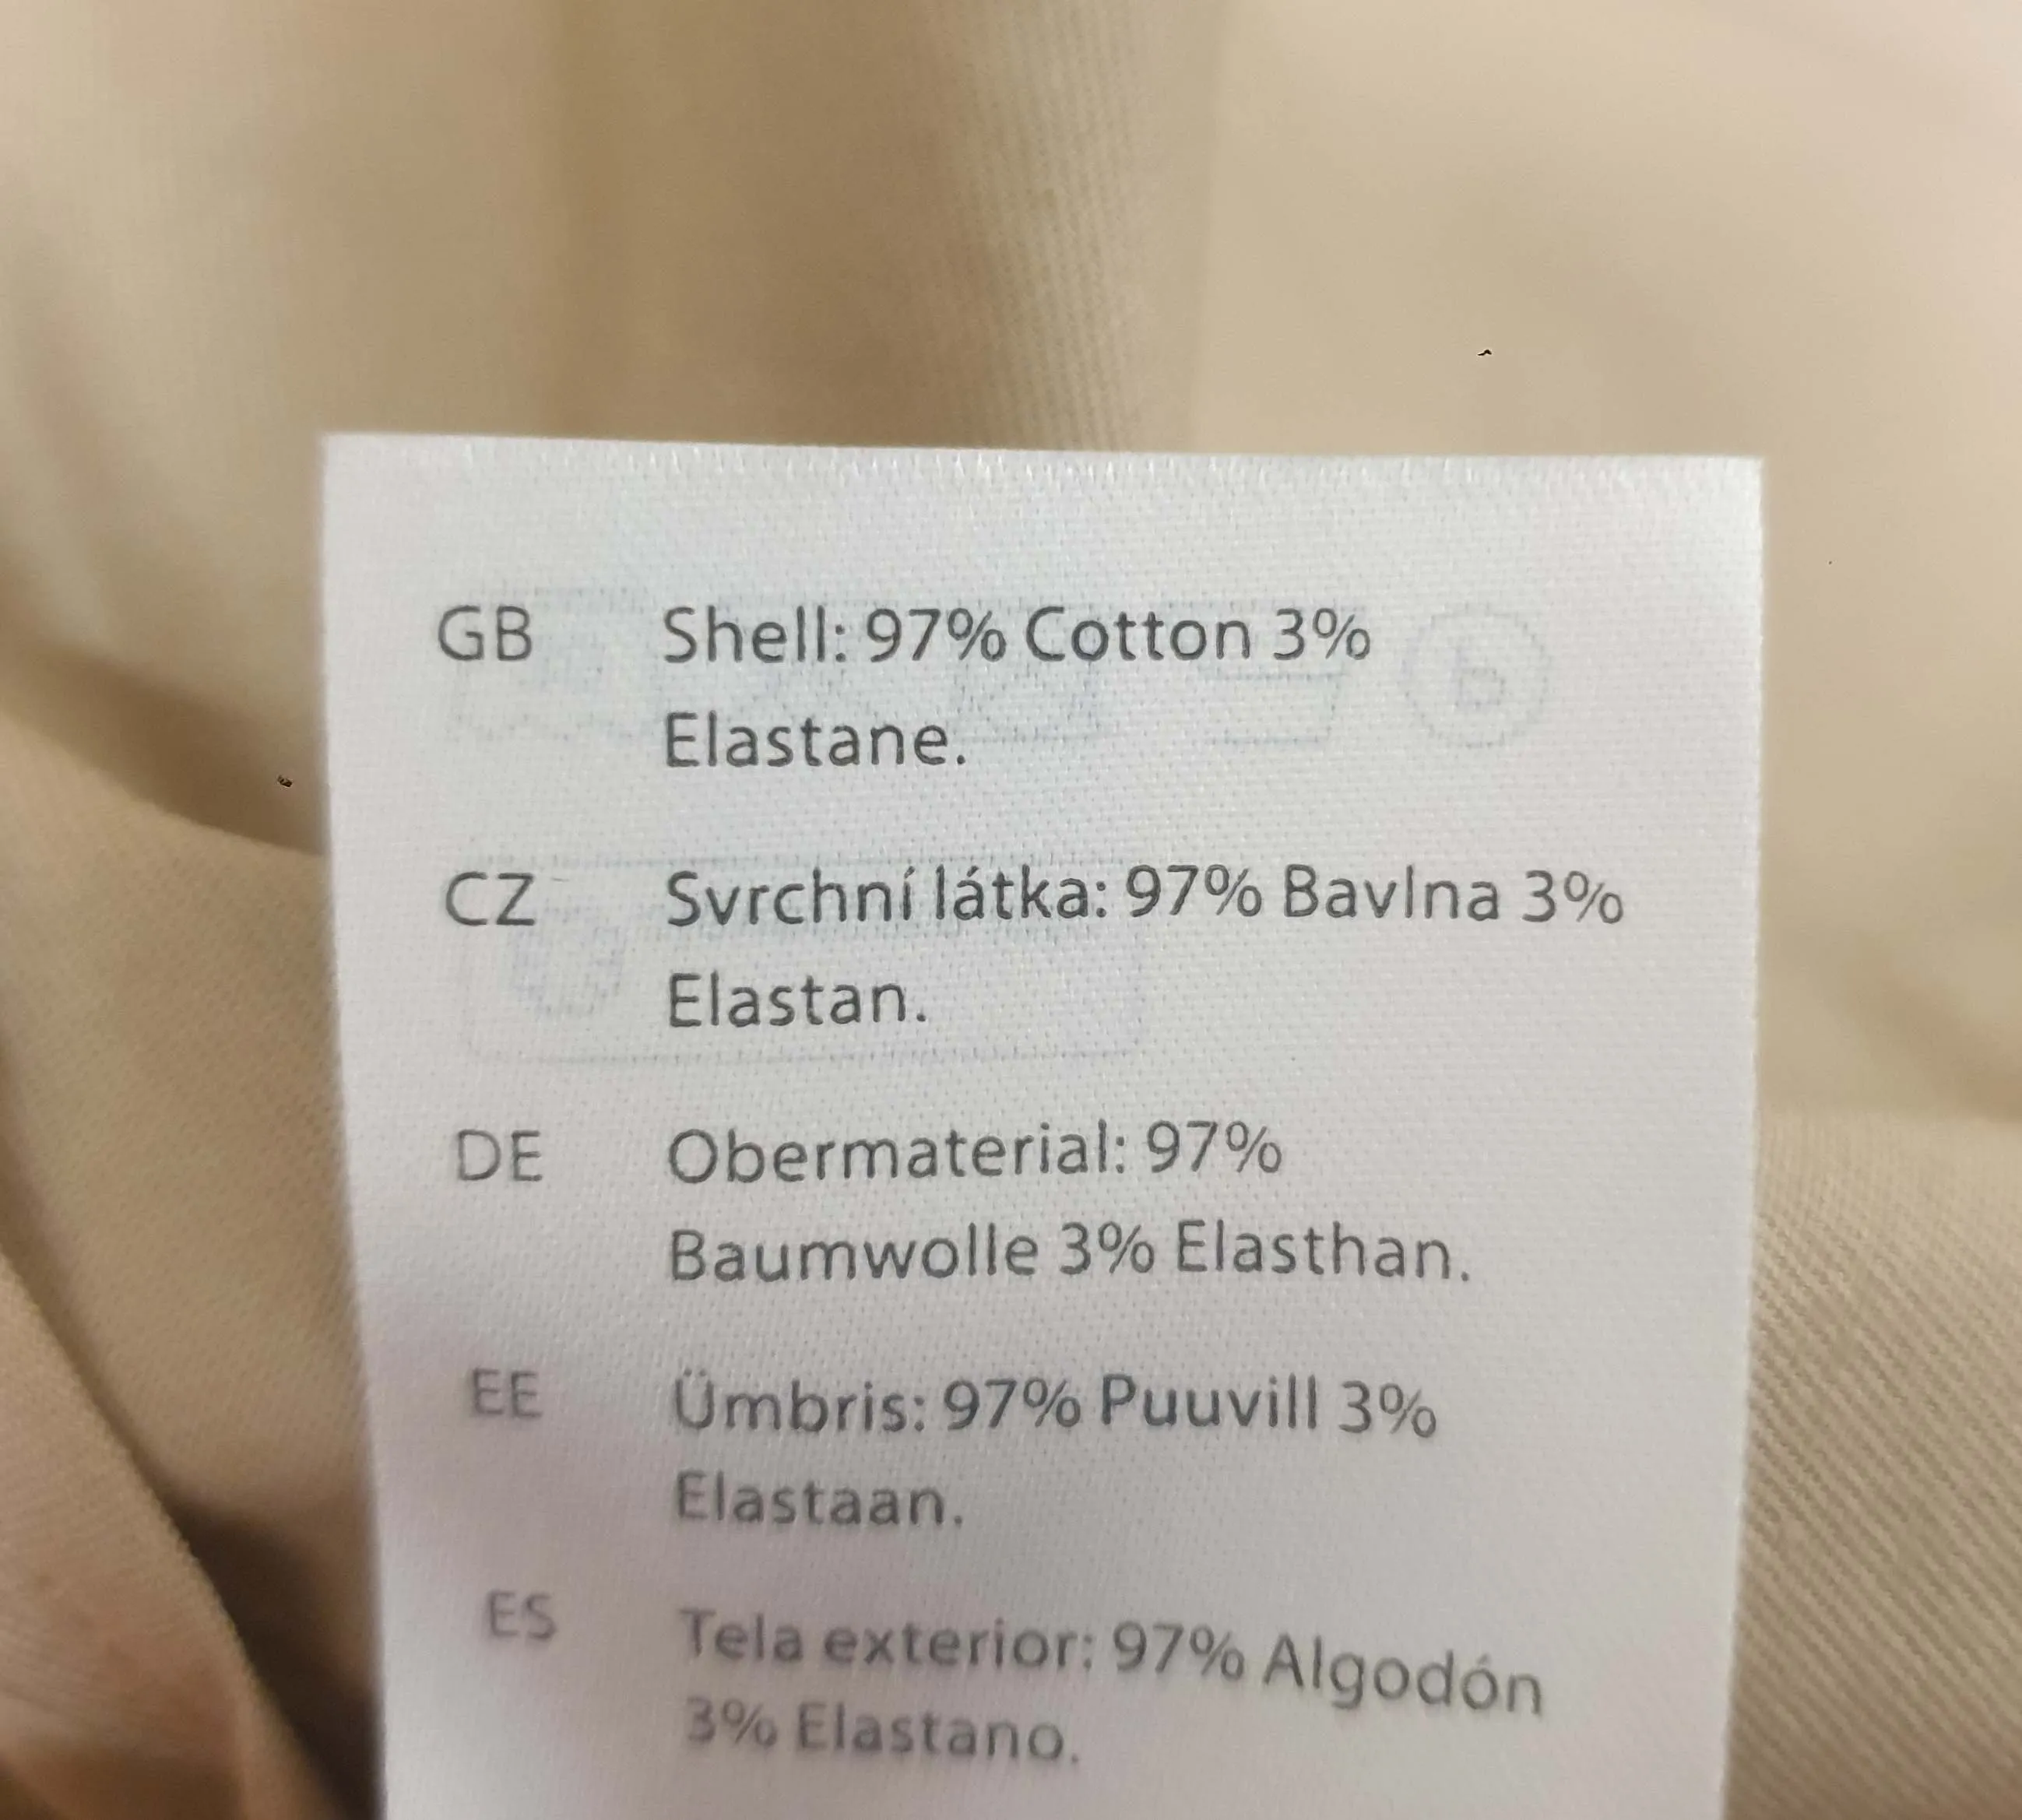 GB Shell: 97% Cotton 3%
Elastane.
CZ Svrchní látka: 97% Bavlna 3%
Elastan.
DE Obermaterial: 97%
Baumwolle 3% Elasthan.
EE Ümbris: 97% Puuvill 3%
Elastaan.
ES Tela exterior: 97% Algodón
3% Elastano.